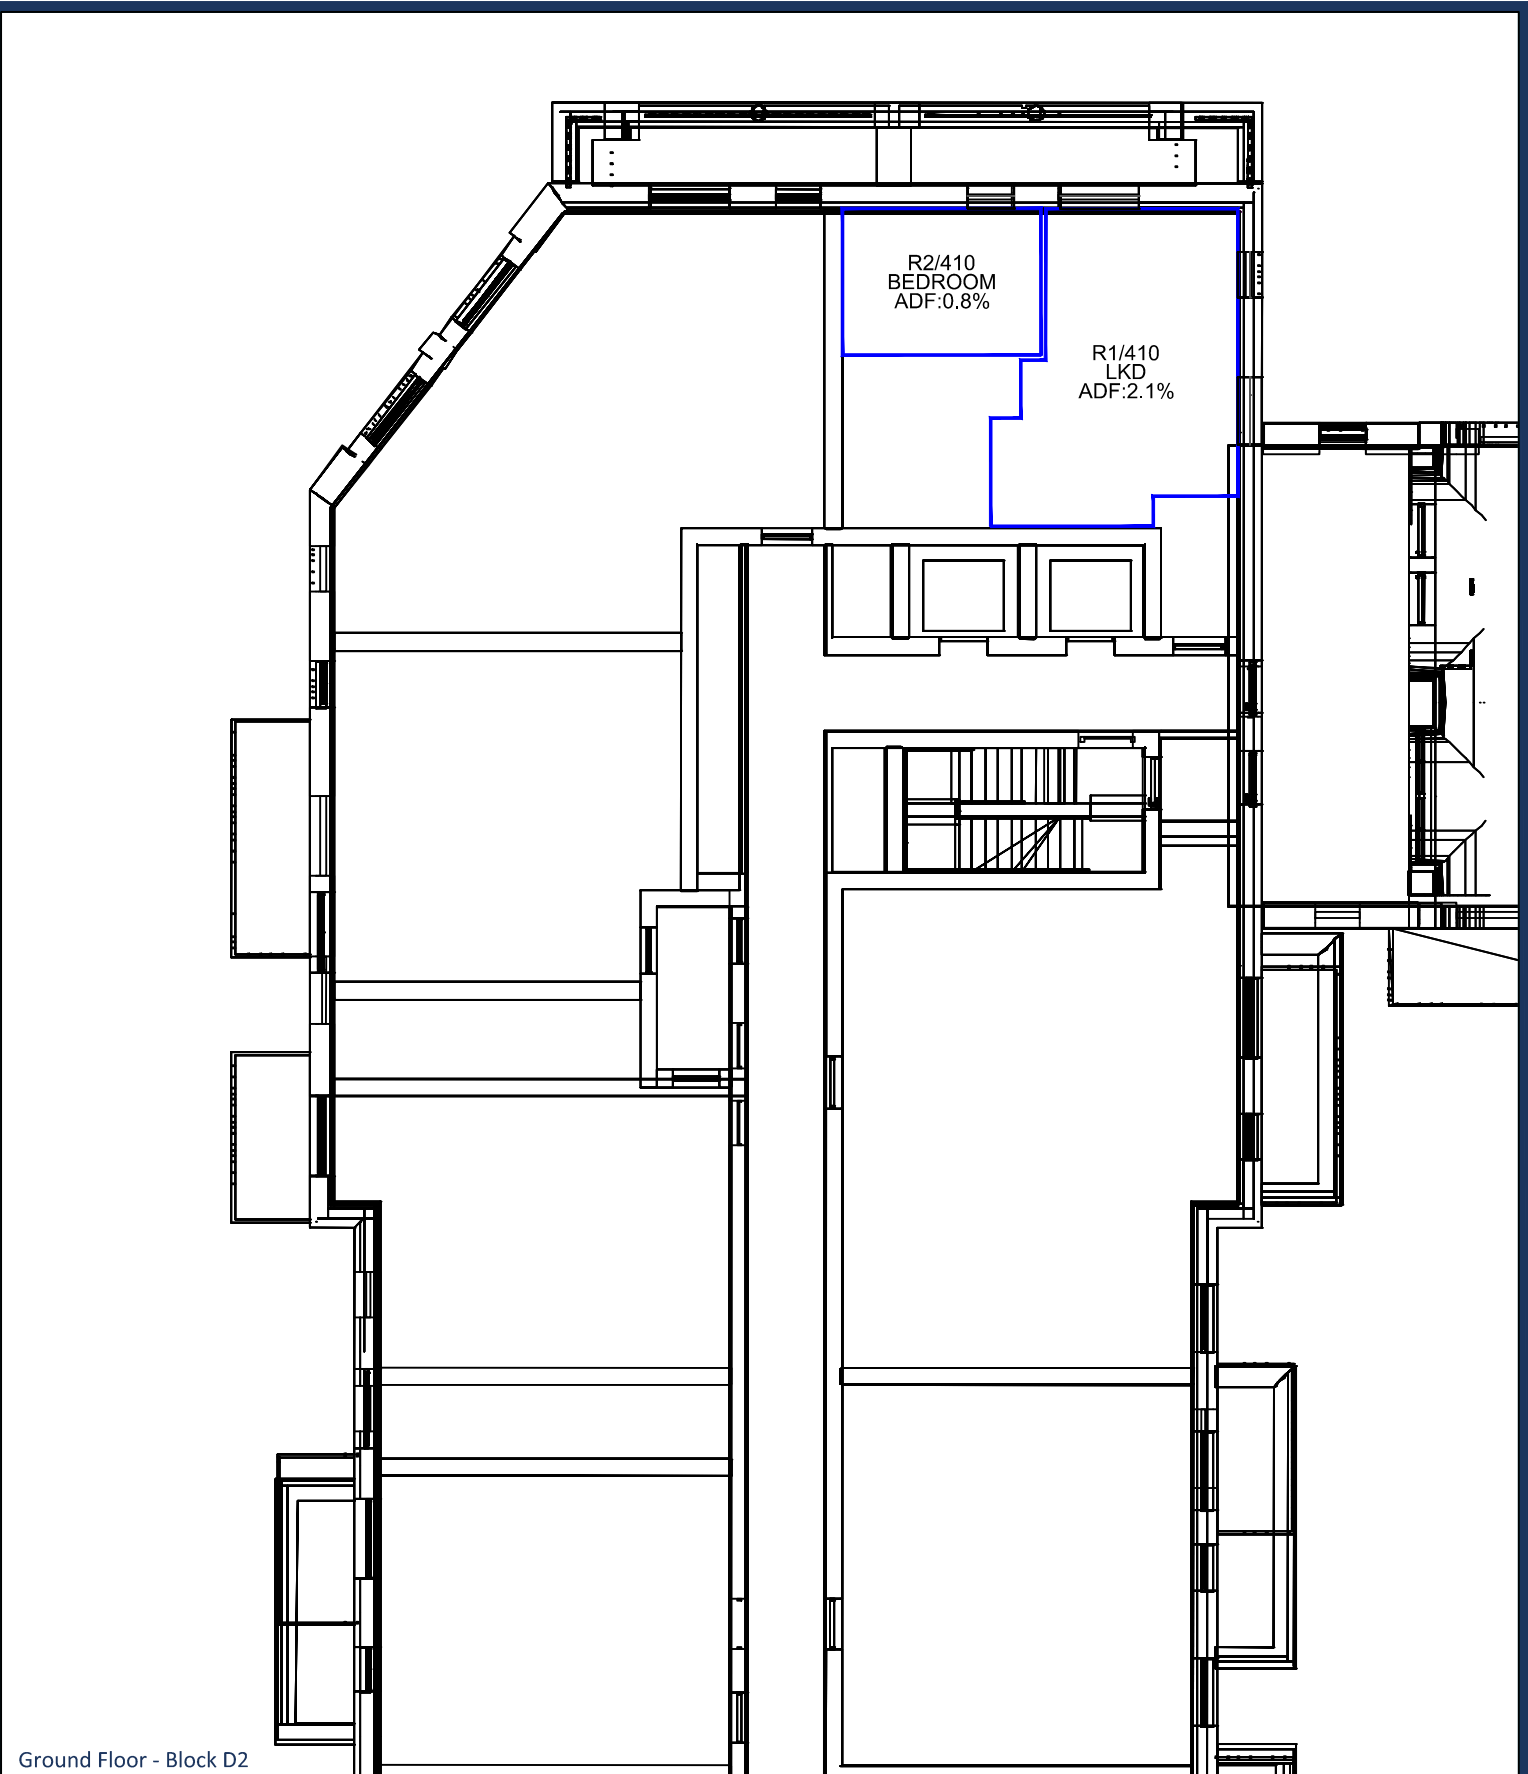 R2/410
BEDROOM
ADF:0.8%
R1/410
LKD
ADF:2.1%
Ground Floor - Block D2